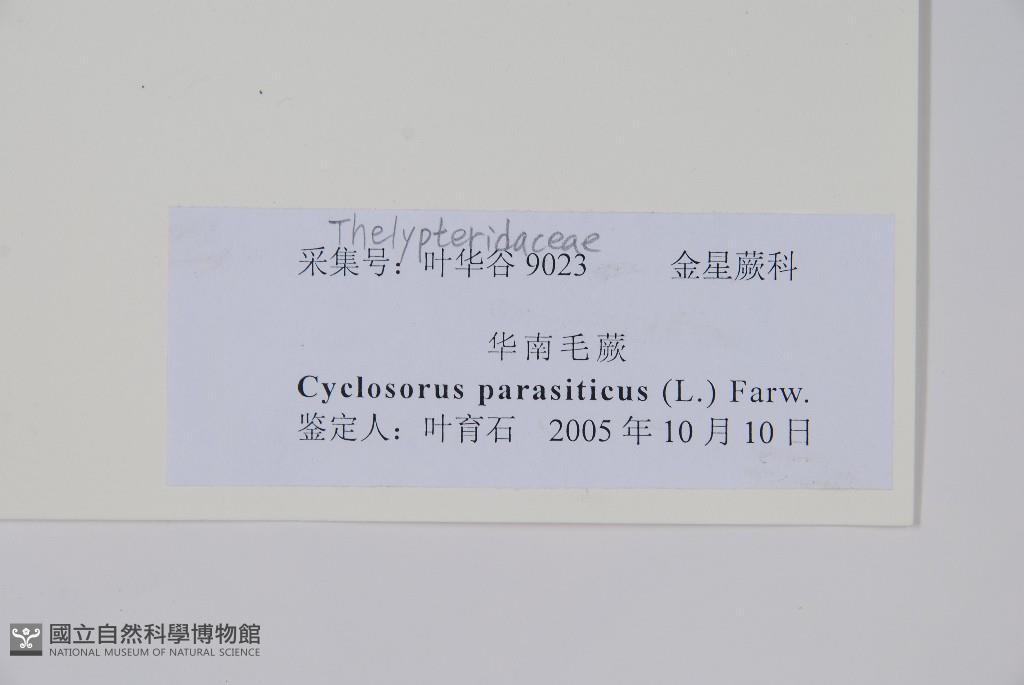 Thelypteridaceae
采集号：叶华谷 9023 金星蕨科
华南毛蕨
Cyclosorus parasiticus (L.) Farw.
鉴定人：叶育石 2005 年 10 月 10 日
國立自然科學博物館
NATIONAL MUSEUM OF NATURAL SCIENCE